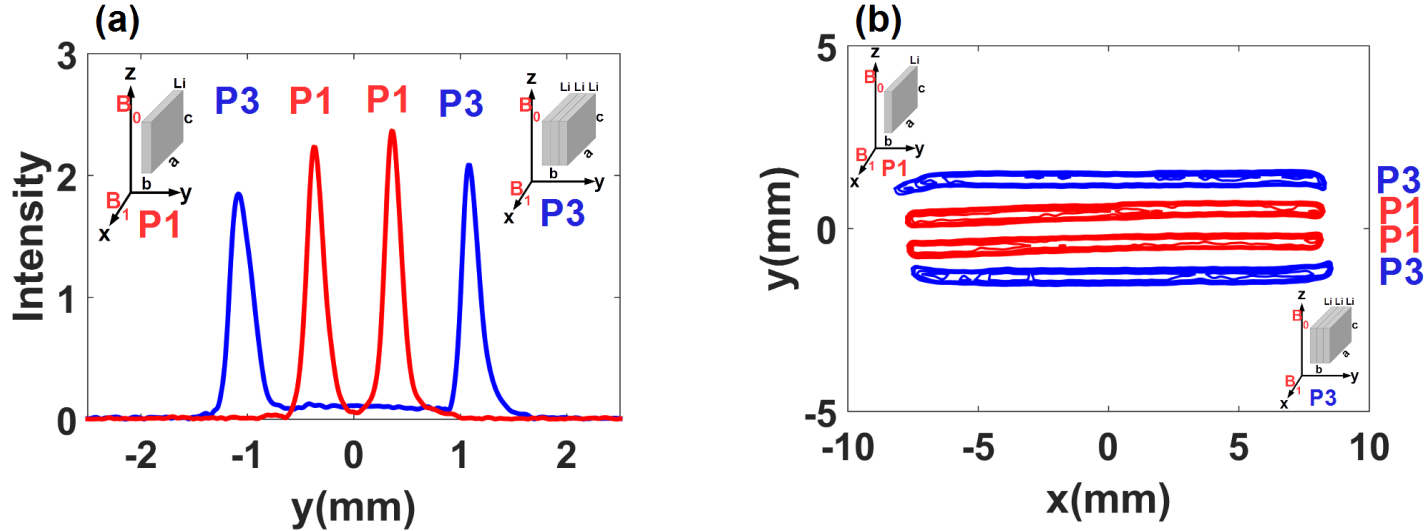 (a)
3
2
1
0
Intensity
-2
-1
0
1
2
y(mm)
P3
P1
P1
P3
z
B0
Li
c
a
b
y
B1
x
P1
z
B0
Li Li Li
c
a
b
y
B1
x
P3
(b)
5
0
-5
y(mm)
-10
-5
0
5
10
x(mm)
z
B0
Li
c
a
b
y
B1
x
P1
P3
P1
P1
P3
z
B0
Li Li Li
c
a
b
y
B1
x
P3